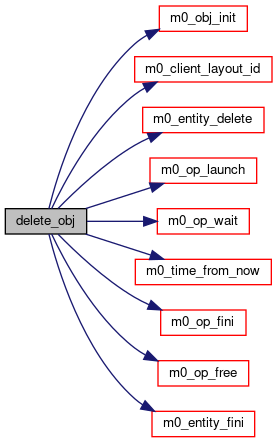 m0_obj_init
m0_client_layout_id
m0_entity_delete
m0_op_launch
delete_obj
m0_op_wait
m0_time_from_now
m0_op_fini
m0_op_free
m0_entity_fini